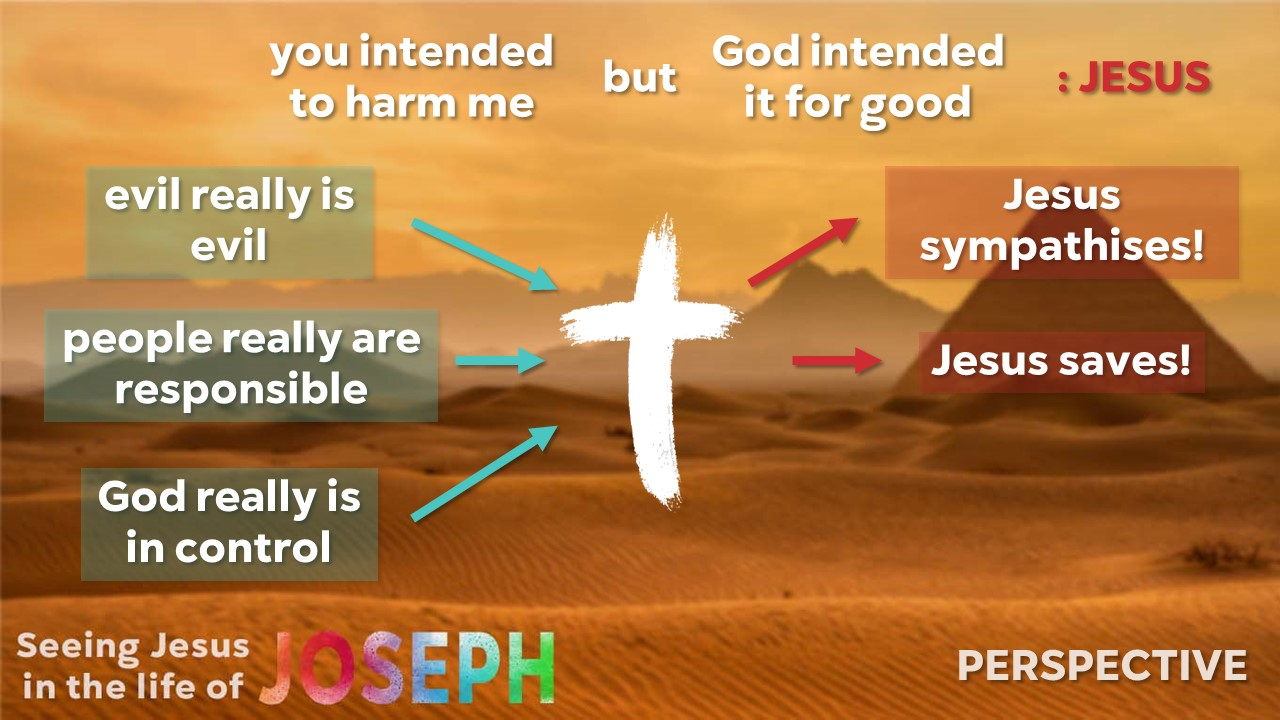 you intended
to harm me
but
God intended
it for good
: JESUS
evil really is
evil
people really are
responsible
God really is
in control
Jesus
sympathises!
Jesus saves!
Seeing Jesus
in the life of
JOSEPH
PERSPECTIVE